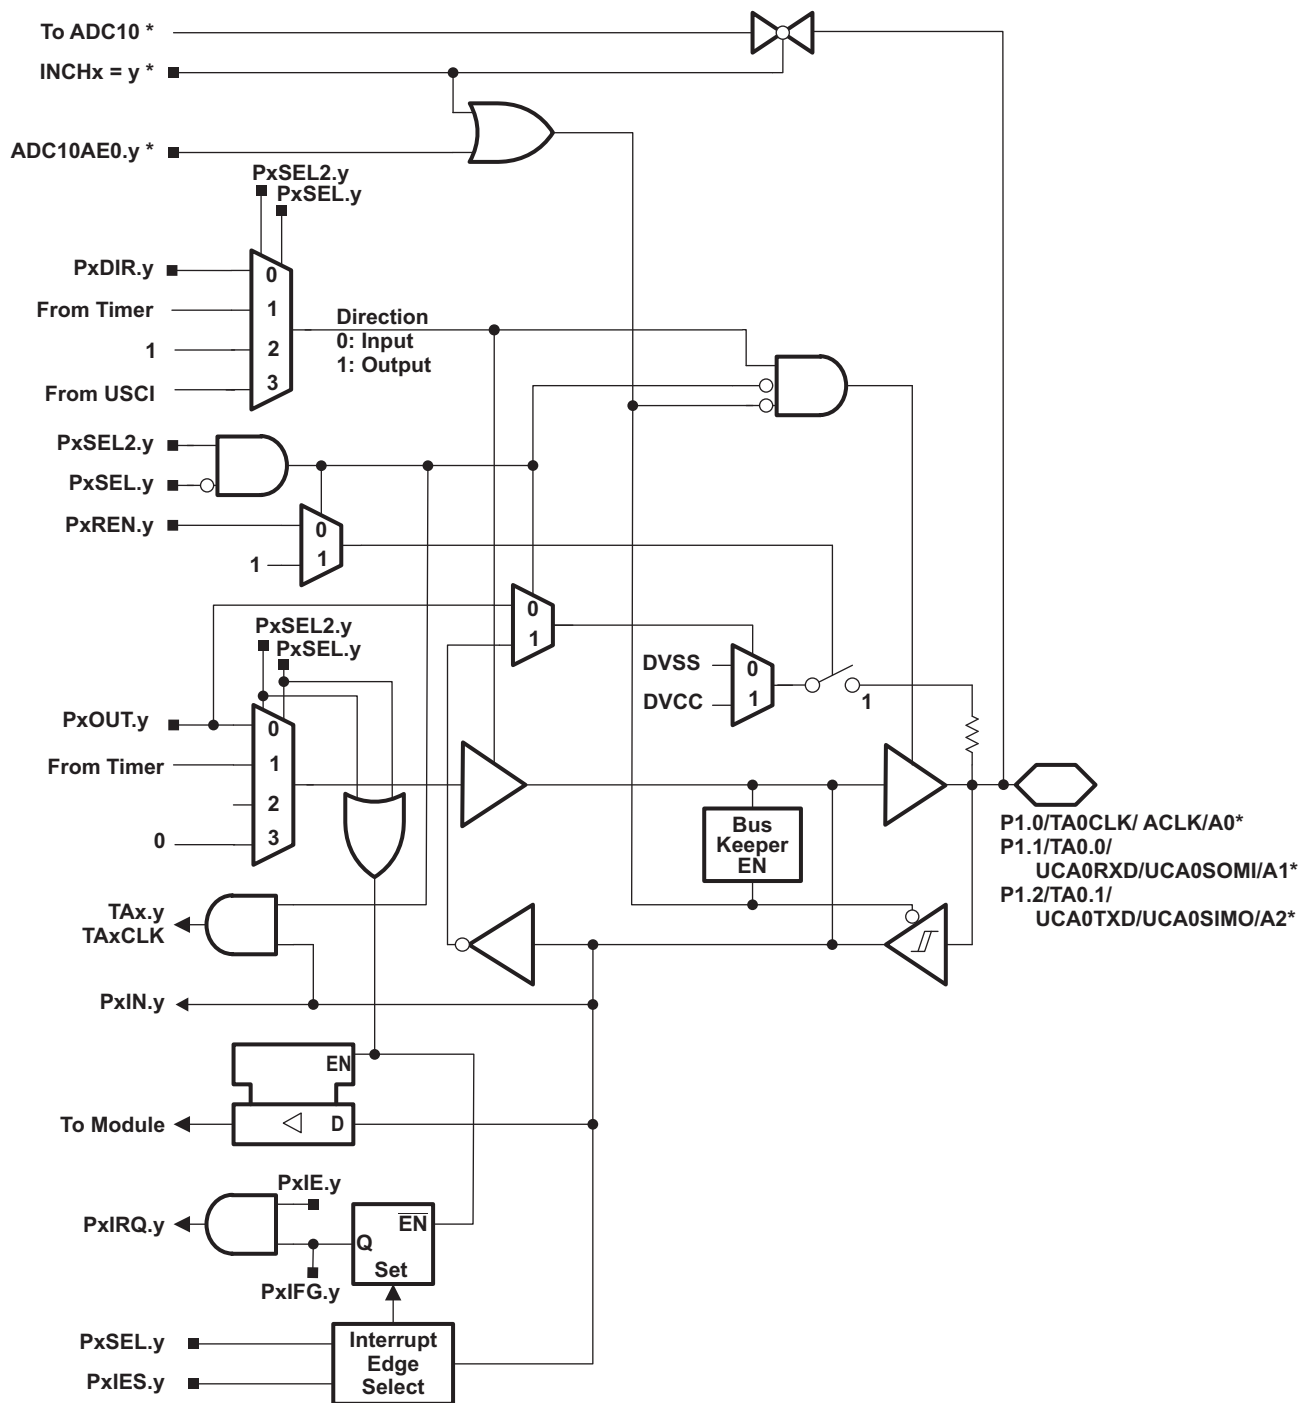 To ADC10 *
INCHx = y *
ADC10AE0.y *
PxSEL2.y
PxSEL.y
PxDIR.y
0
From Timer
1
1
2
From USCI
3
Direction
0: Input
1: Output
PxSEL2.y
PxSEL.y
PxREN.y
0
1
1
0
1
PxSEL2.y
PxSEL.y
DVSS
0
DVCC
1
1
PxOUT.y
0
From Timer
1
2
0
3
Bus
Keeper
EN
P1.0/TA0CLK/ ACLK/A0*
P1.1/TA0.0/
UCA0RXD/UCA0SOMI/A1*
P1.2/TA0.1/
UCA0TXD/UCA0SIMO/A2*
TAx.y
TAxCLK
PxIN.y
EN
To Module
D
PxIE.y
PxIRQ.y
EN
Q
Set
PxIFG.y
PxSEL.y
PxIES.y
Interrupt
Edge
Select